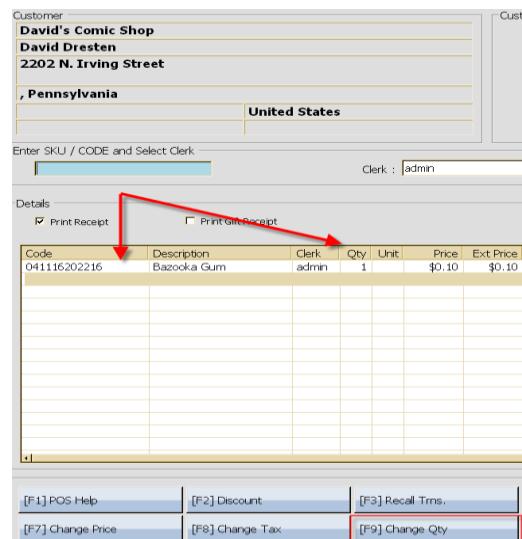 Customer
Cust
David's Comic Shop
David Dresten
2202 N. Irving Street
, Pennsylvania
United States
Enter SKU / CODE and Select Clerk
Clerk : admin
Details
Print Receipt Print Gift Receipt
Code Description Clerk Qty Unit Price Ext Price
041116202216 Bazooka Gum admin 1 $0.10 $0.10
[F1] POS Help [F2] Discount [F3] Recall Trns.
[F7] Change Price [F8] Change Tax [F9] Change Qty